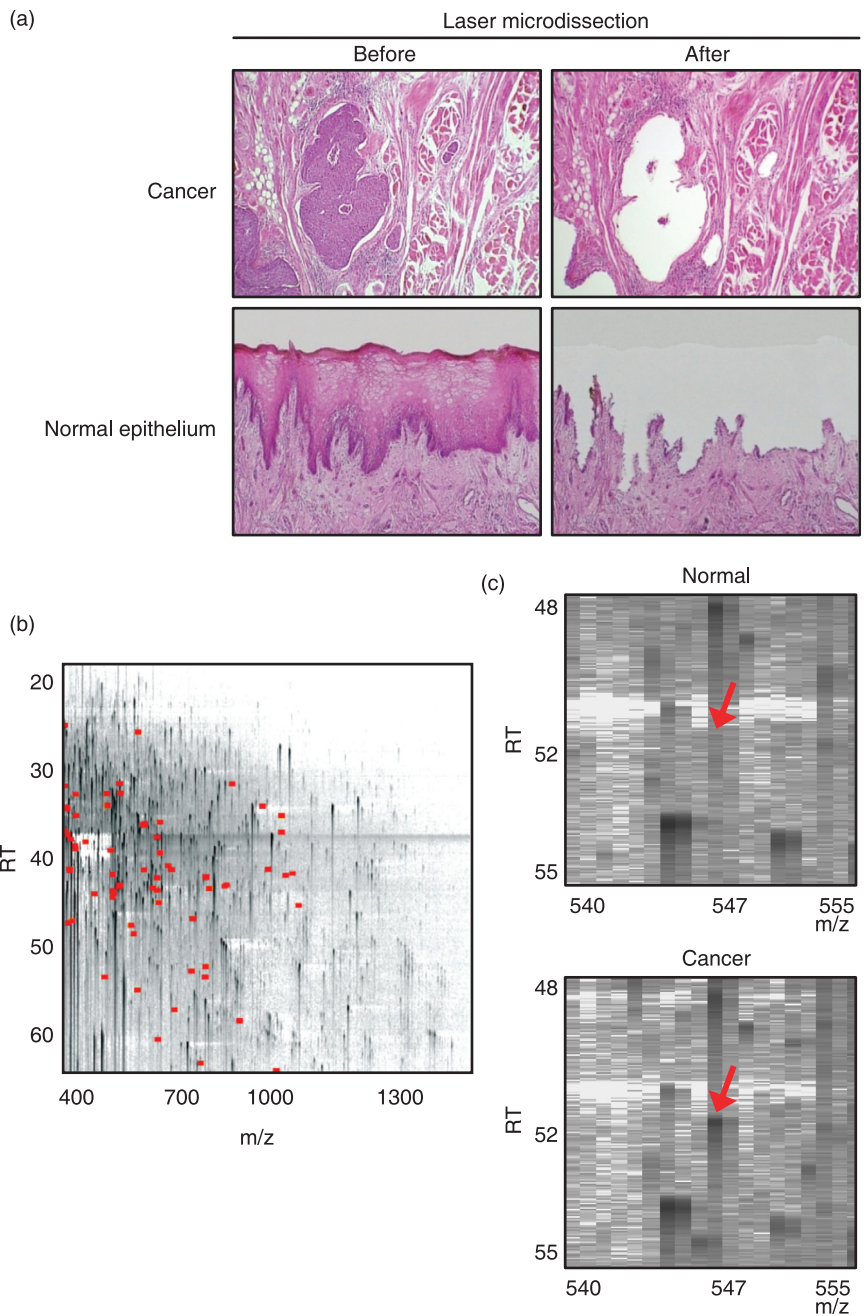 (a)
Laser microdissection
Before After
Cancer
Normal epithelium
(b)
20
30
RT
40
50
60
400 700 1000 1300
m/z
(c)
Normal
48
RT
52
55
540 547 555
m/z
Cancer
48
RT
52
55
540 547 555
m/z